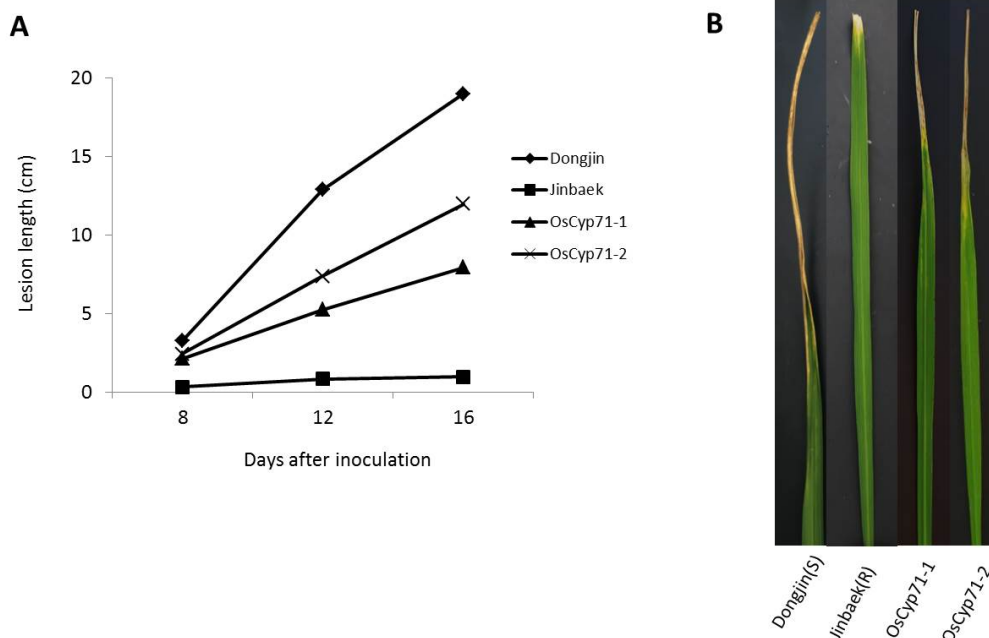 A
20
15
10
5
0
Lesion length (cm)
8
12
16
Days after inoculation
Dongjin
Jinbaek
OsCyp71-1
OsCyp71-2
B
Dongjin(S)
Jinbaek(R)
OsCyp71-1
OsCyp71-2